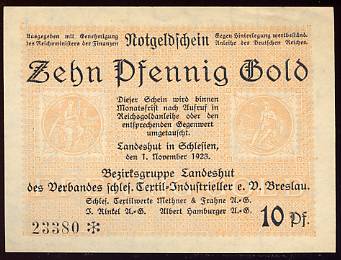 Ausgegeben mit Genehmigung
des Reichsministers der Finanzen
Notgeldschein
Gegen Hinterlegung wertbeständ.
Anleihe des Deutschen Reiches.
Zehn Pfennig Gold
Dieser Schein wird binnen
Monatsfrist nach Aufruf in
Reichsgoldanleihe oder den
entsprechenden Gegenwert
umgetauscht.
Landeshut in Schlesien,
den 1. November 1923.
Bezirksgruppe Landeshut
des Verbandes schles. Textil-Industrieller e. V. Breslau.
Schles. Textilwerke Methner & Frahne A.-G.
J. Rinkel A.-G. Albert Hamburger A.-G.
23380 *
10 Pf.